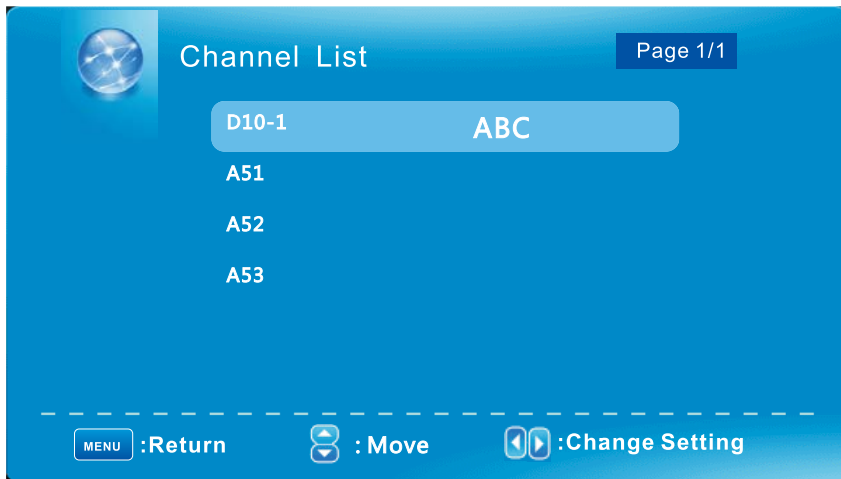 Channel List
Page 1/1
D10-1 ABC
A51
A52
A53
MENU :Return : Move :Change Setting